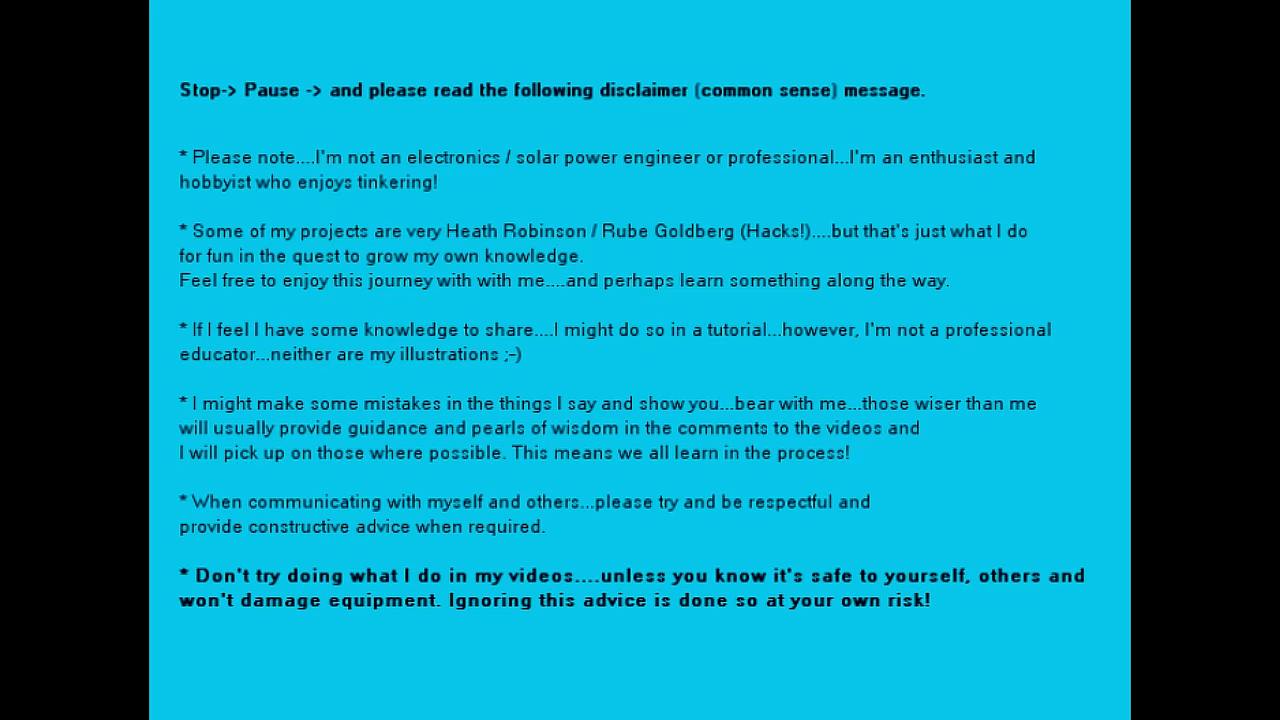 Stop-> Pause -> and please read the following disclaimer (common sense) message.
* Please note....I'm not an electronics / solar power engineer or professional...I'm an enthusiast and
hobbyist who enjoys tinkering!
* Some of my projects are very Heath Robinson / Rube Goldberg (Hacks!)....but that's just what I do
for fun in the quest to grow my own knowledge.
Feel free to enjoy this journey with with me....and perhaps learn something along the way.
* If I feel I have some knowledge to share....I might do so in a tutorial...however, I'm not a professional
educator...neither are my illustrations ;-)
* I might make some mistakes in the things I say and show you...bear with me...those wiser than me
will usually provide guidance and pearls of wisdom in the comments to the videos and
I will pick up on those where possible. This means we all learn in the process!
* When communicating with myself and others...please try and be respectful and
provide constructive advice when required.
* Don't try doing what I do in my videos....unless you know it's safe to yourself, others and
won't damage equipment. Ignoring this advice is done so at your own risk!